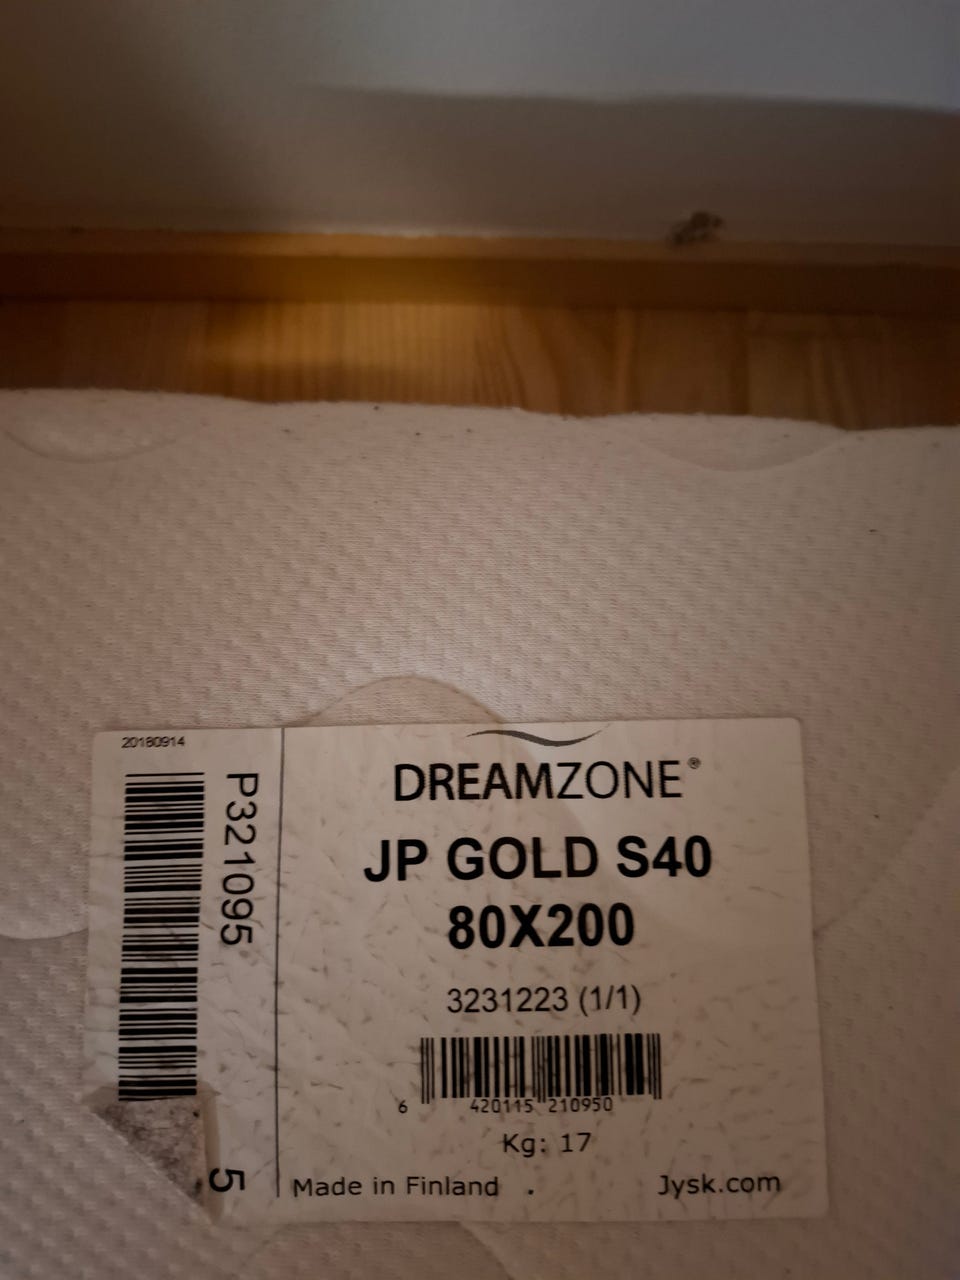 20180914
P321095
5
DREAMZONE®
JP GOLD S40
80X200
3231223 (1/1)
6 420115 210950
Kg: 17
Made in Finland .
Jysk.com